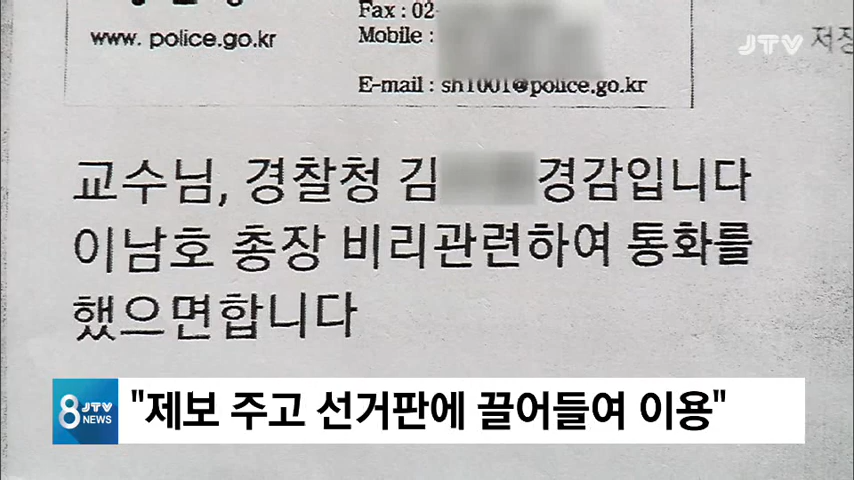 Fax : 02-
www. police.go.kr
Mobile :
JTV
저장
E-mail : sh1001@police.go.kr
교수님, 경찰청 김 경감입니다
이남호 총장 비리관련하여 통화를
했으면합니다
8 JTV NEWS
"제보 주고 선거판에 끌어들여 이용"